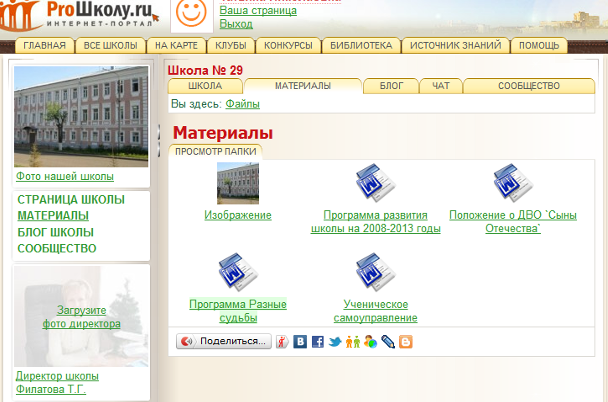 ProШколу.ru
ИНТЕРНЕТ-ПОРТАЛ
Ваша страница
Выход
ГЛАВНАЯ
ВСЕ ШКОЛЫ
НА КАРТЕ
КЛУБЫ
КОНКУРСЫ
БИБЛИОТЕКА
ИСТОЧНИК ЗНАНИЙ
ПОМОЩЬ
Фото нашей школы
СТРАНИЦА ШКОЛЫ
МАТЕРИАЛЫ
БЛОГ ШКОЛЫ
СООБЩЕСТВО
Загрузите
фото директора
Директор школы
Филатова Т.Г.
Школа № 29
ШКОЛА
МАТЕРИАЛЫ
БЛОГ
ЧАТ
СООБЩЕСТВО
Вы здесь: Файлы
Материалы
ПРОСМОТР ПАПКИ
Изображение
Программа развития
школы на 2008-2013 годы
Положение о ДВО `Сыны
Отечества`
Программа Разные
судьбы
Ученическое
самоуправление
Поделиться...